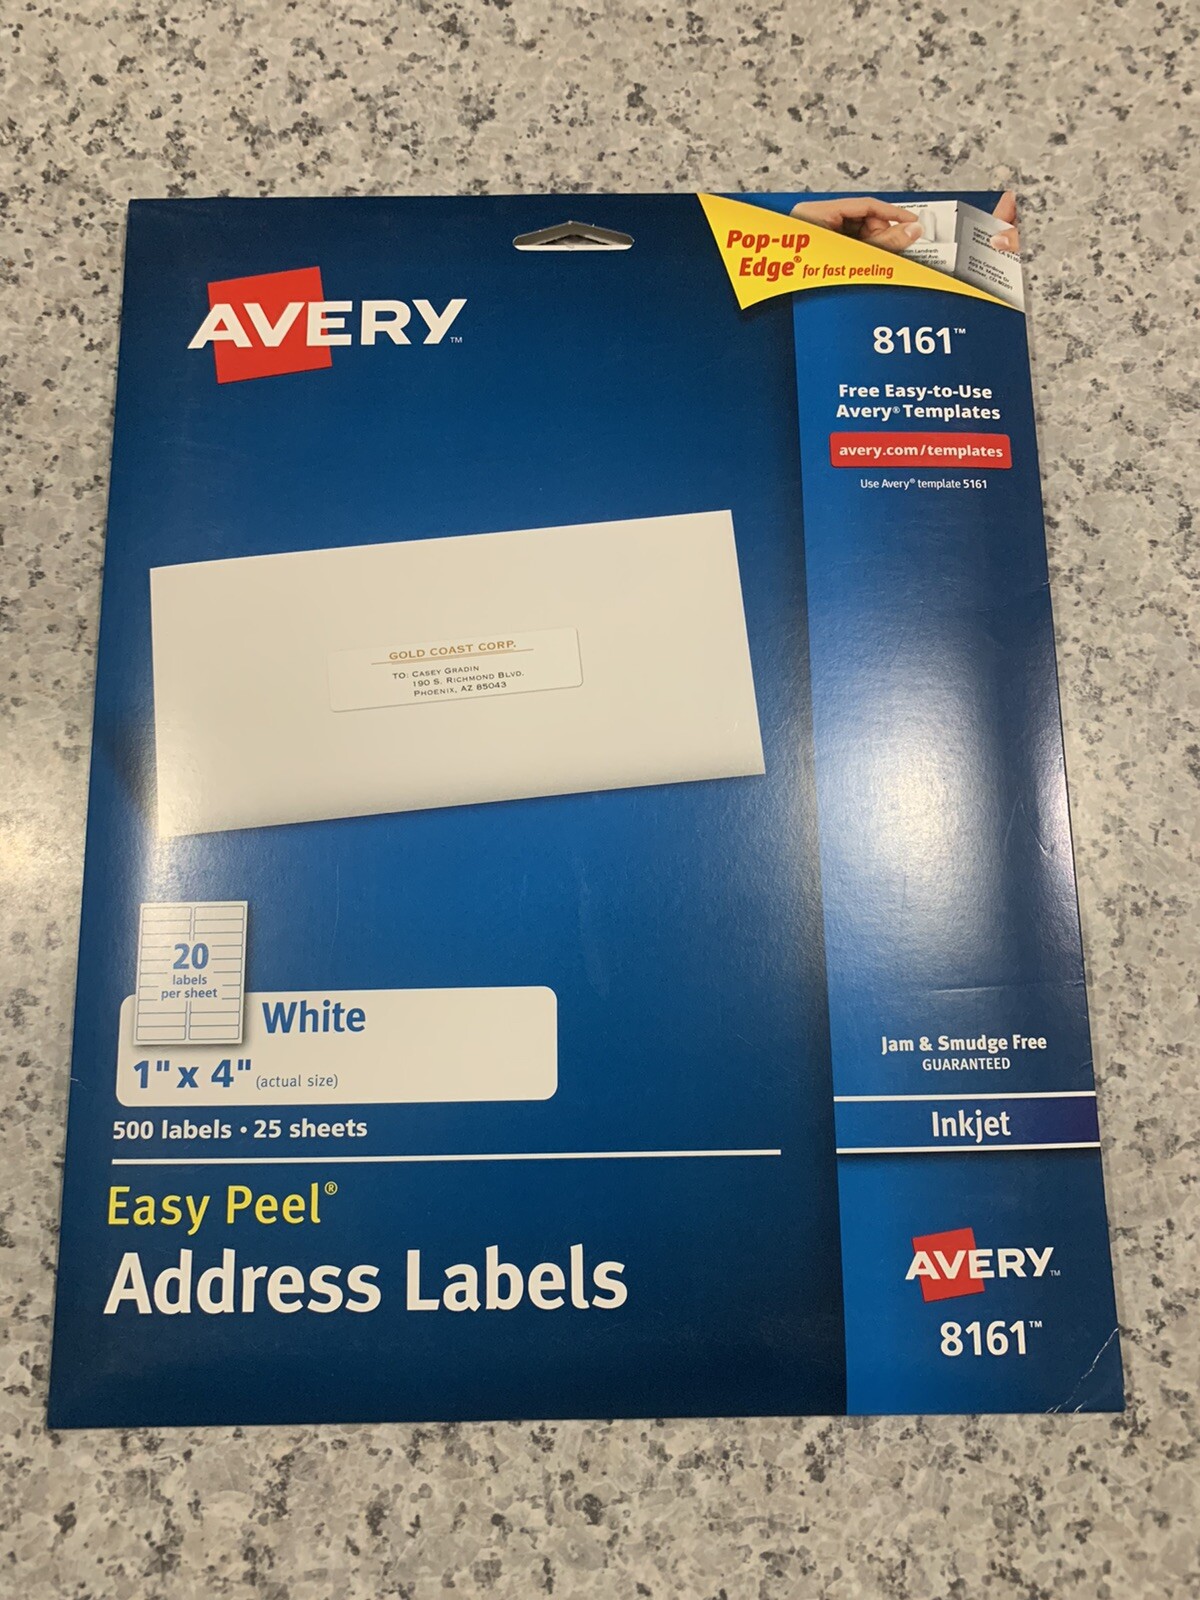 Pop-up
Edge® for fast peeling
AVERY™
8161™
Free Easy-to-Use
Avery® Templates
avery.com/templates
Use Avery® template 5161
GOLD COAST CORP.
TO: CASEY GRADIN
190 S. RICHMOND BLVD.
PHOENIX, AZ 85043
20
labels
per sheet
White
1" x 4" (actual size)
500 labels • 25 sheets
Easy Peel®
Address Labels
Jam & Smudge Free
GUARANTEED
Inkjet
AVERY™
8161™